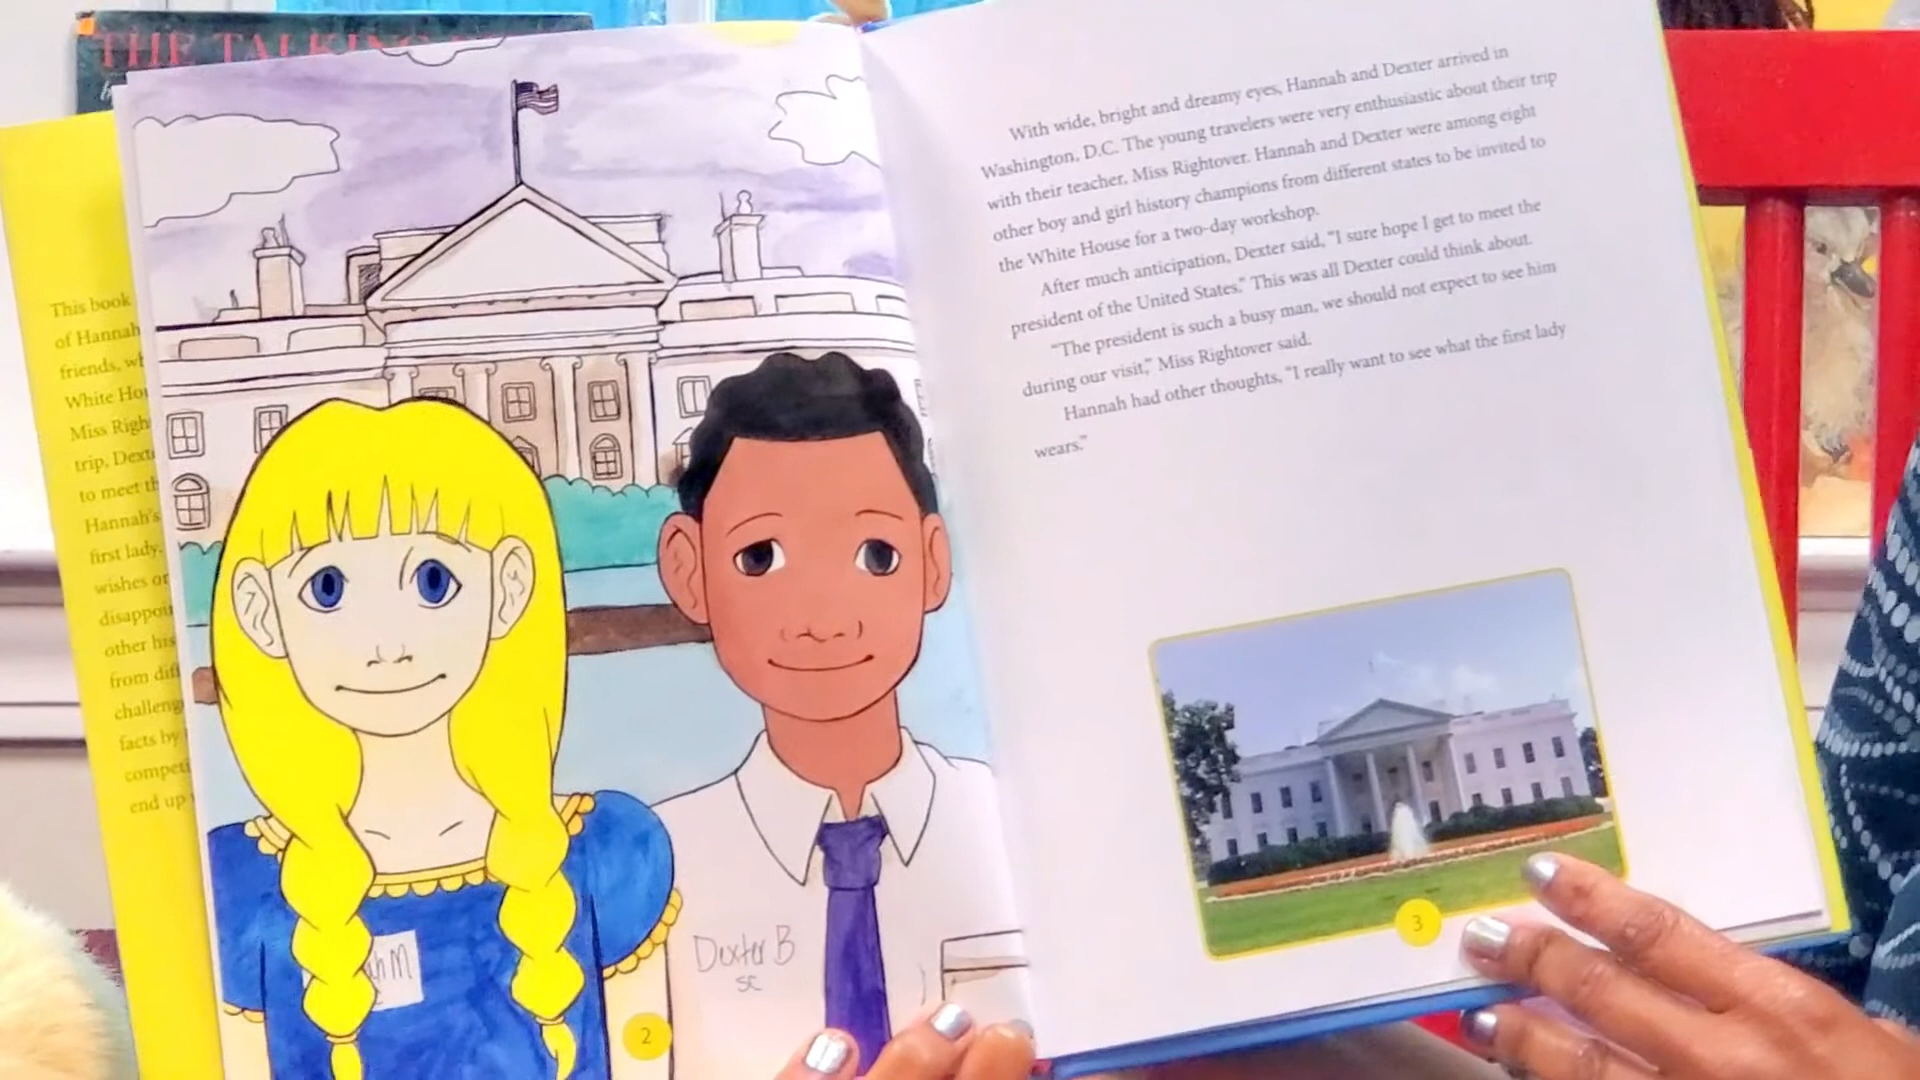 THE TALKING
This book
of Hannah
friends, wh
White Hou
Miss Righ
trip, Dext
to meet th
Hannah's
first lady.
wishes or
disappoi
other his
from diff
challeng
facts by
competi
end up
ah M
2
Dexter B
SC
With wide, bright and dreamy eyes, Hannah and Dexter arrived in
Washington, D.C. The young travelers were very enthusiastic about their trip
with their teacher, Miss Rightover. Hannah and Dexter were among eight
other boy and girl history champions from different states to be invited to
the White House for a two-day workshop.
After much anticipation, Dexter said, "I sure hope I get to meet the
president of the United States." This was all Dexter could think about.
"The president is such a busy man, we should not expect to see him
during our visit," Miss Rightover said.
Hannah had other thoughts, "I really want to see what the first lady
wears."
3